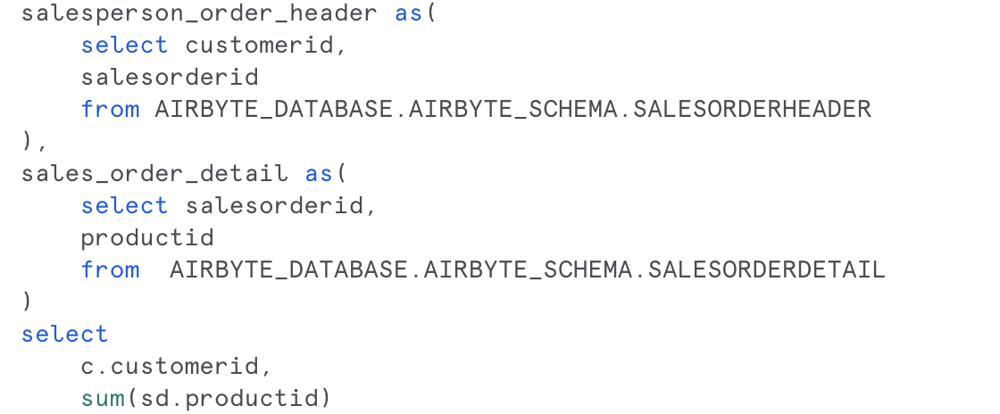 salesperson_order_header as(
select customerid,
salesorderid
from AIRBYTE_DATABASE.AIRBYTE_SCHEMA.SALESORDERHEADER
),
sales_order_detail as(
select salesorderid,
productid
from  AIRBYTE_DATABASE.AIRBYTE_SCHEMA.SALESORDERDETAIL
)
select
c.customerid,
sum(sd.productid)